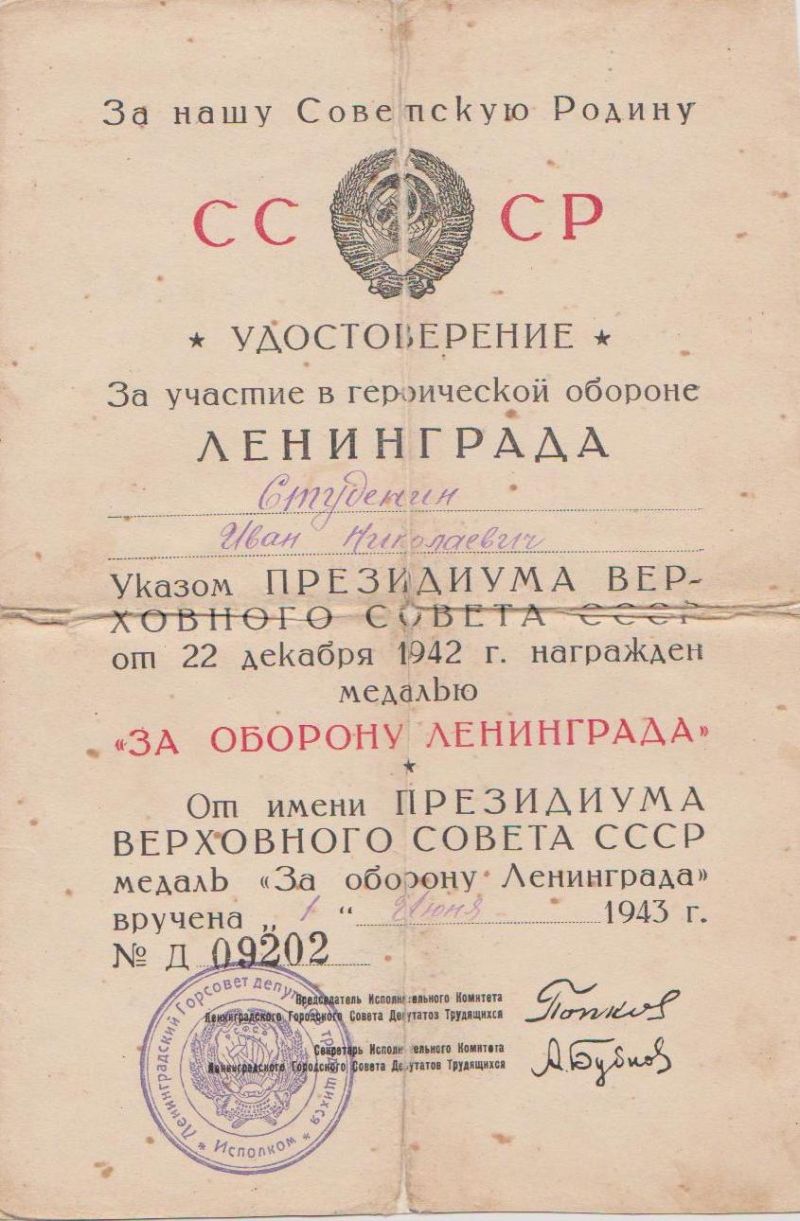 За нашу Советскую Родину
СССР
★ УДОСТОВЕРЕНИЕ ★
За участие в героической обороне
ЛЕНИНГРАДА
Студенин
Иван Николаевич
Указом ПРЕЗИДИУМА ВЕР-
ХОВНОГО СОВЕТА СССР
от 22 декабря 1942 г. награжден
медалью
«ЗА ОБОРОНУ ЛЕНИНГРАДА»
★
От имени ПРЕЗИДИУМА
ВЕРХОВНОГО СОВЕТА СССР
медаль «За оборону Ленинграда»
вручена „ 1 “ Июня 1943 г.
№ Д 09202
Председатель Исполнительного Комитета
Ленинградского Городского Совета Депутатов Трудящихся
Попков
Секретарь Исполнительного Комитета
Ленинградского Городского Совета Депутатов Трудящихся
А. Бубнов
Ленинградский Горсовет депутатов трудящихся
★ Исполком ★